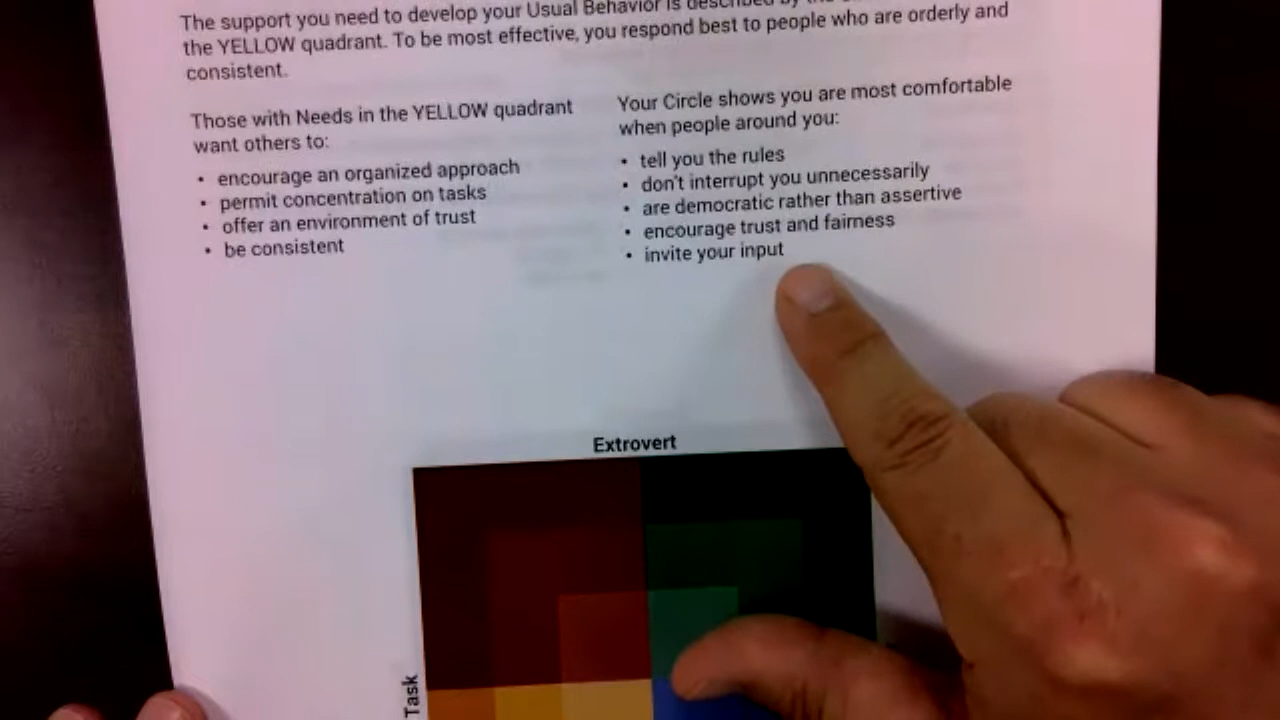 The support you need to develop your Usual Behavior is described by the
the YELLOW quadrant. To be most effective, you respond best to people who are orderly and
consistent.
Those with Needs in the YELLOW quadrant
want others to:
• encourage an organized approach
• permit concentration on tasks
• offer an environment of trust
• be consistent
Your Circle shows you are most comfortable
when people around you:
• tell you the rules
• don't interrupt you unnecessarily
• are democratic rather than assertive
• encourage trust and fairness
• invite your input
Extrovert
Task